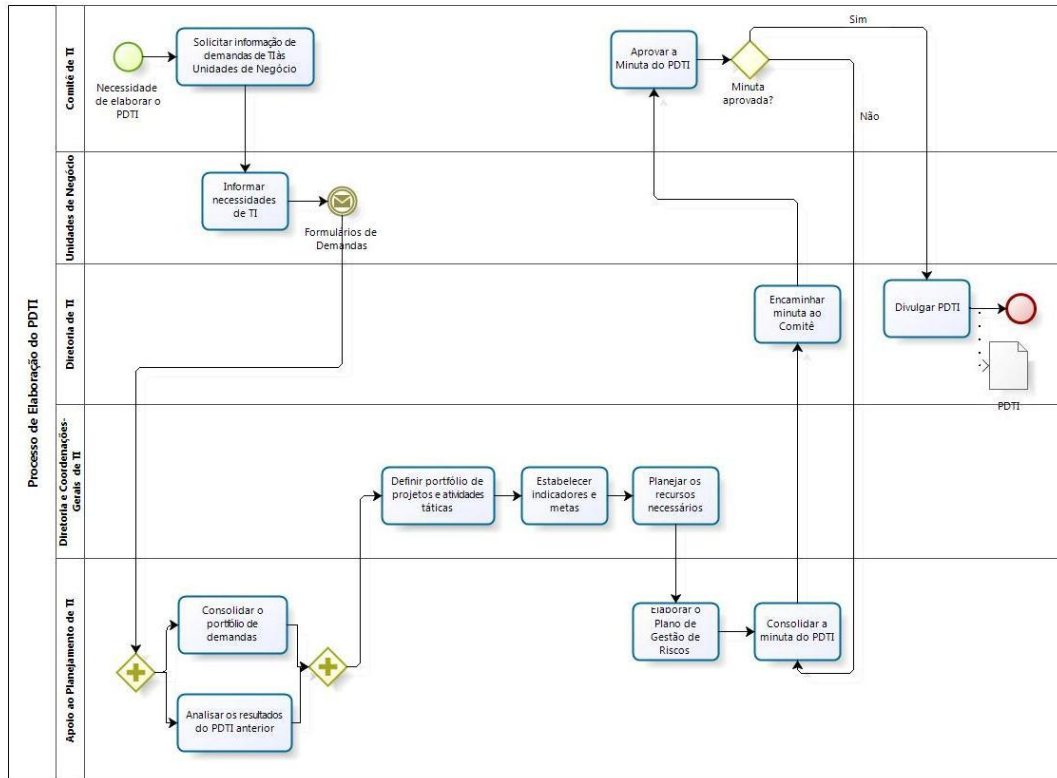 Processo de Elaboração do PDTI
Comitê de TI
Necessidade
de elaborar o
PDTI
Solicitar informação de
demandas de TI às
Unidades de Negócio
Aprovar a
Minuta do PDTI
Minuta
aprovada?
Sim
Não
Unidades de Negócio
Informar
necessidades
de TI
Formulários de
Demandas
Diretoria de TI
Encaminhar
minuta ao
Comitê
Divulgar PDTI
PDTI
Diretoria e Coordenações-
Gerais de TI
Definir portfólio de
projetos e atividades
táticas
Estabelecer
indicadores e
metas
Planejar os
recursos
necessários
Apoio ao Planejamento de TI
Consolidar o
portfólio de
demandas
Analisar os resultados
do PDTI anterior
Elaborar o
Plano de
Gestão de
Riscos
Consolidar a
minuta do PDTI